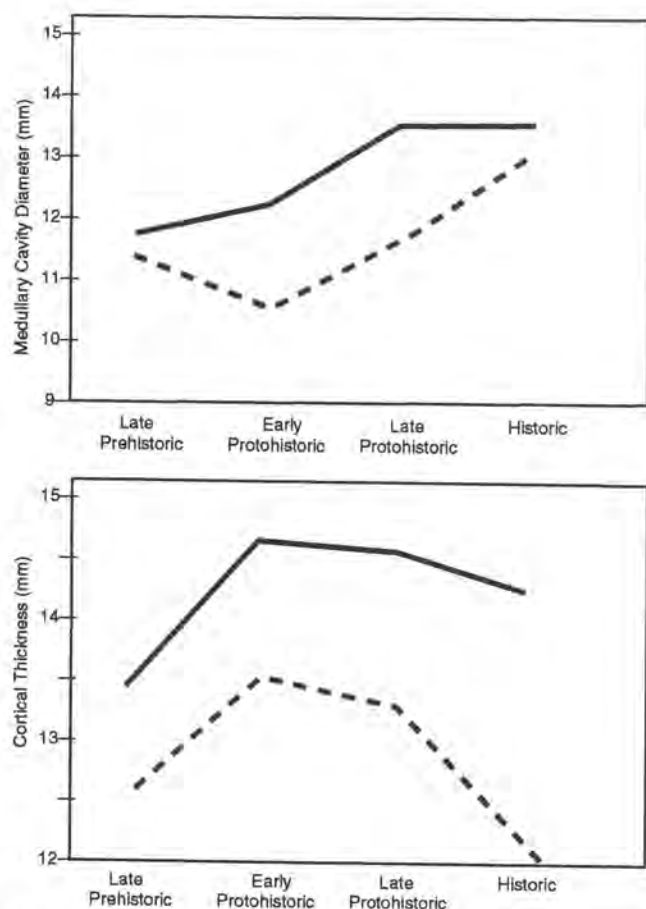 Medullary Cavity Diameter (mm)
15
14
13
12
11
10
9
Late
Prehistoric
Early
Protohistoric
Late
Protohistoric
Historic
Cortical Thickness (mm)
15
14
13
12
Late
Prehistoric
Early
Protohistoric
Late
Protohistoric
Historic